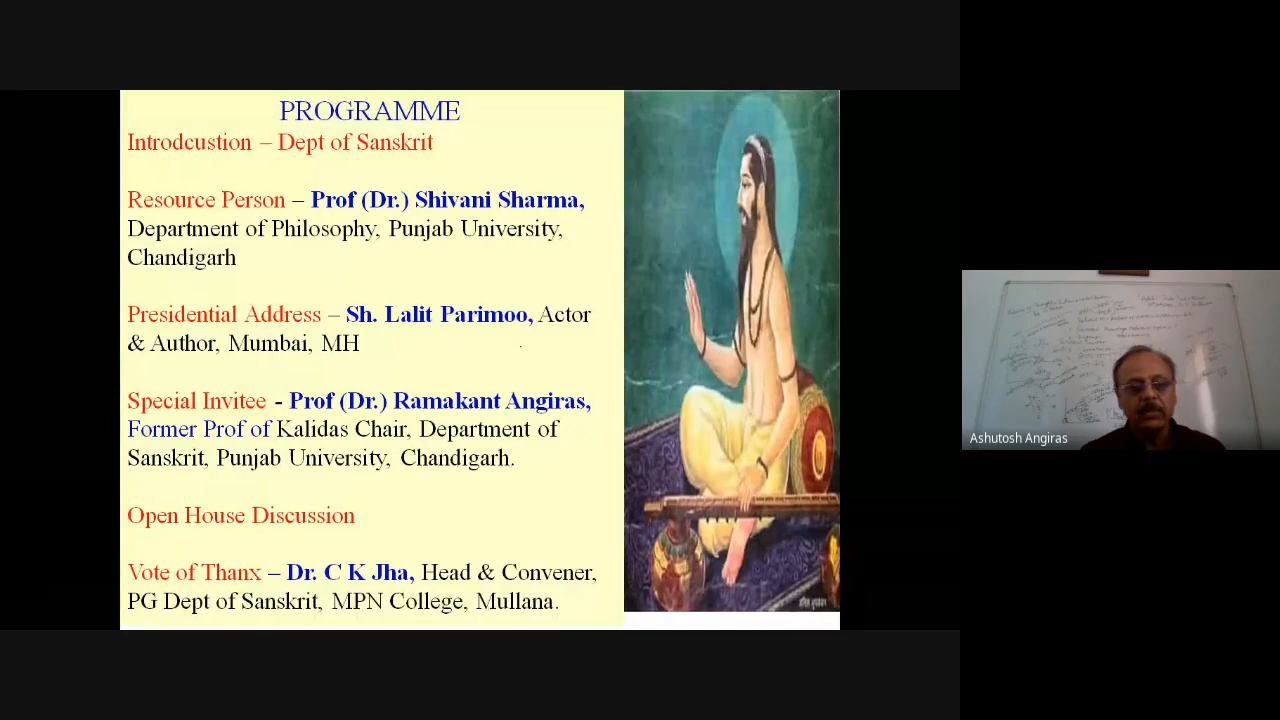 PROGRAMME
Introdcustion – Dept of Sanskrit
Resource Person – Prof (Dr.) Shivani Sharma,
Department of Philosophy, Punjab University,
Chandigarh
Presidential Address – Sh. Lalit Parimoo, Actor
& Author, Mumbai, MH
Special Invitee - Prof (Dr.) Ramakant Angiras,
Former Prof of Kalidas Chair, Department of
Sanskrit, Punjab University, Chandigarh.
Open House Discussion
Vote of Thanx – Dr. C K Jha, Head & Convener,
PG Dept of Sanskrit, MPN College, Mullana.
Ashutosh Angiras